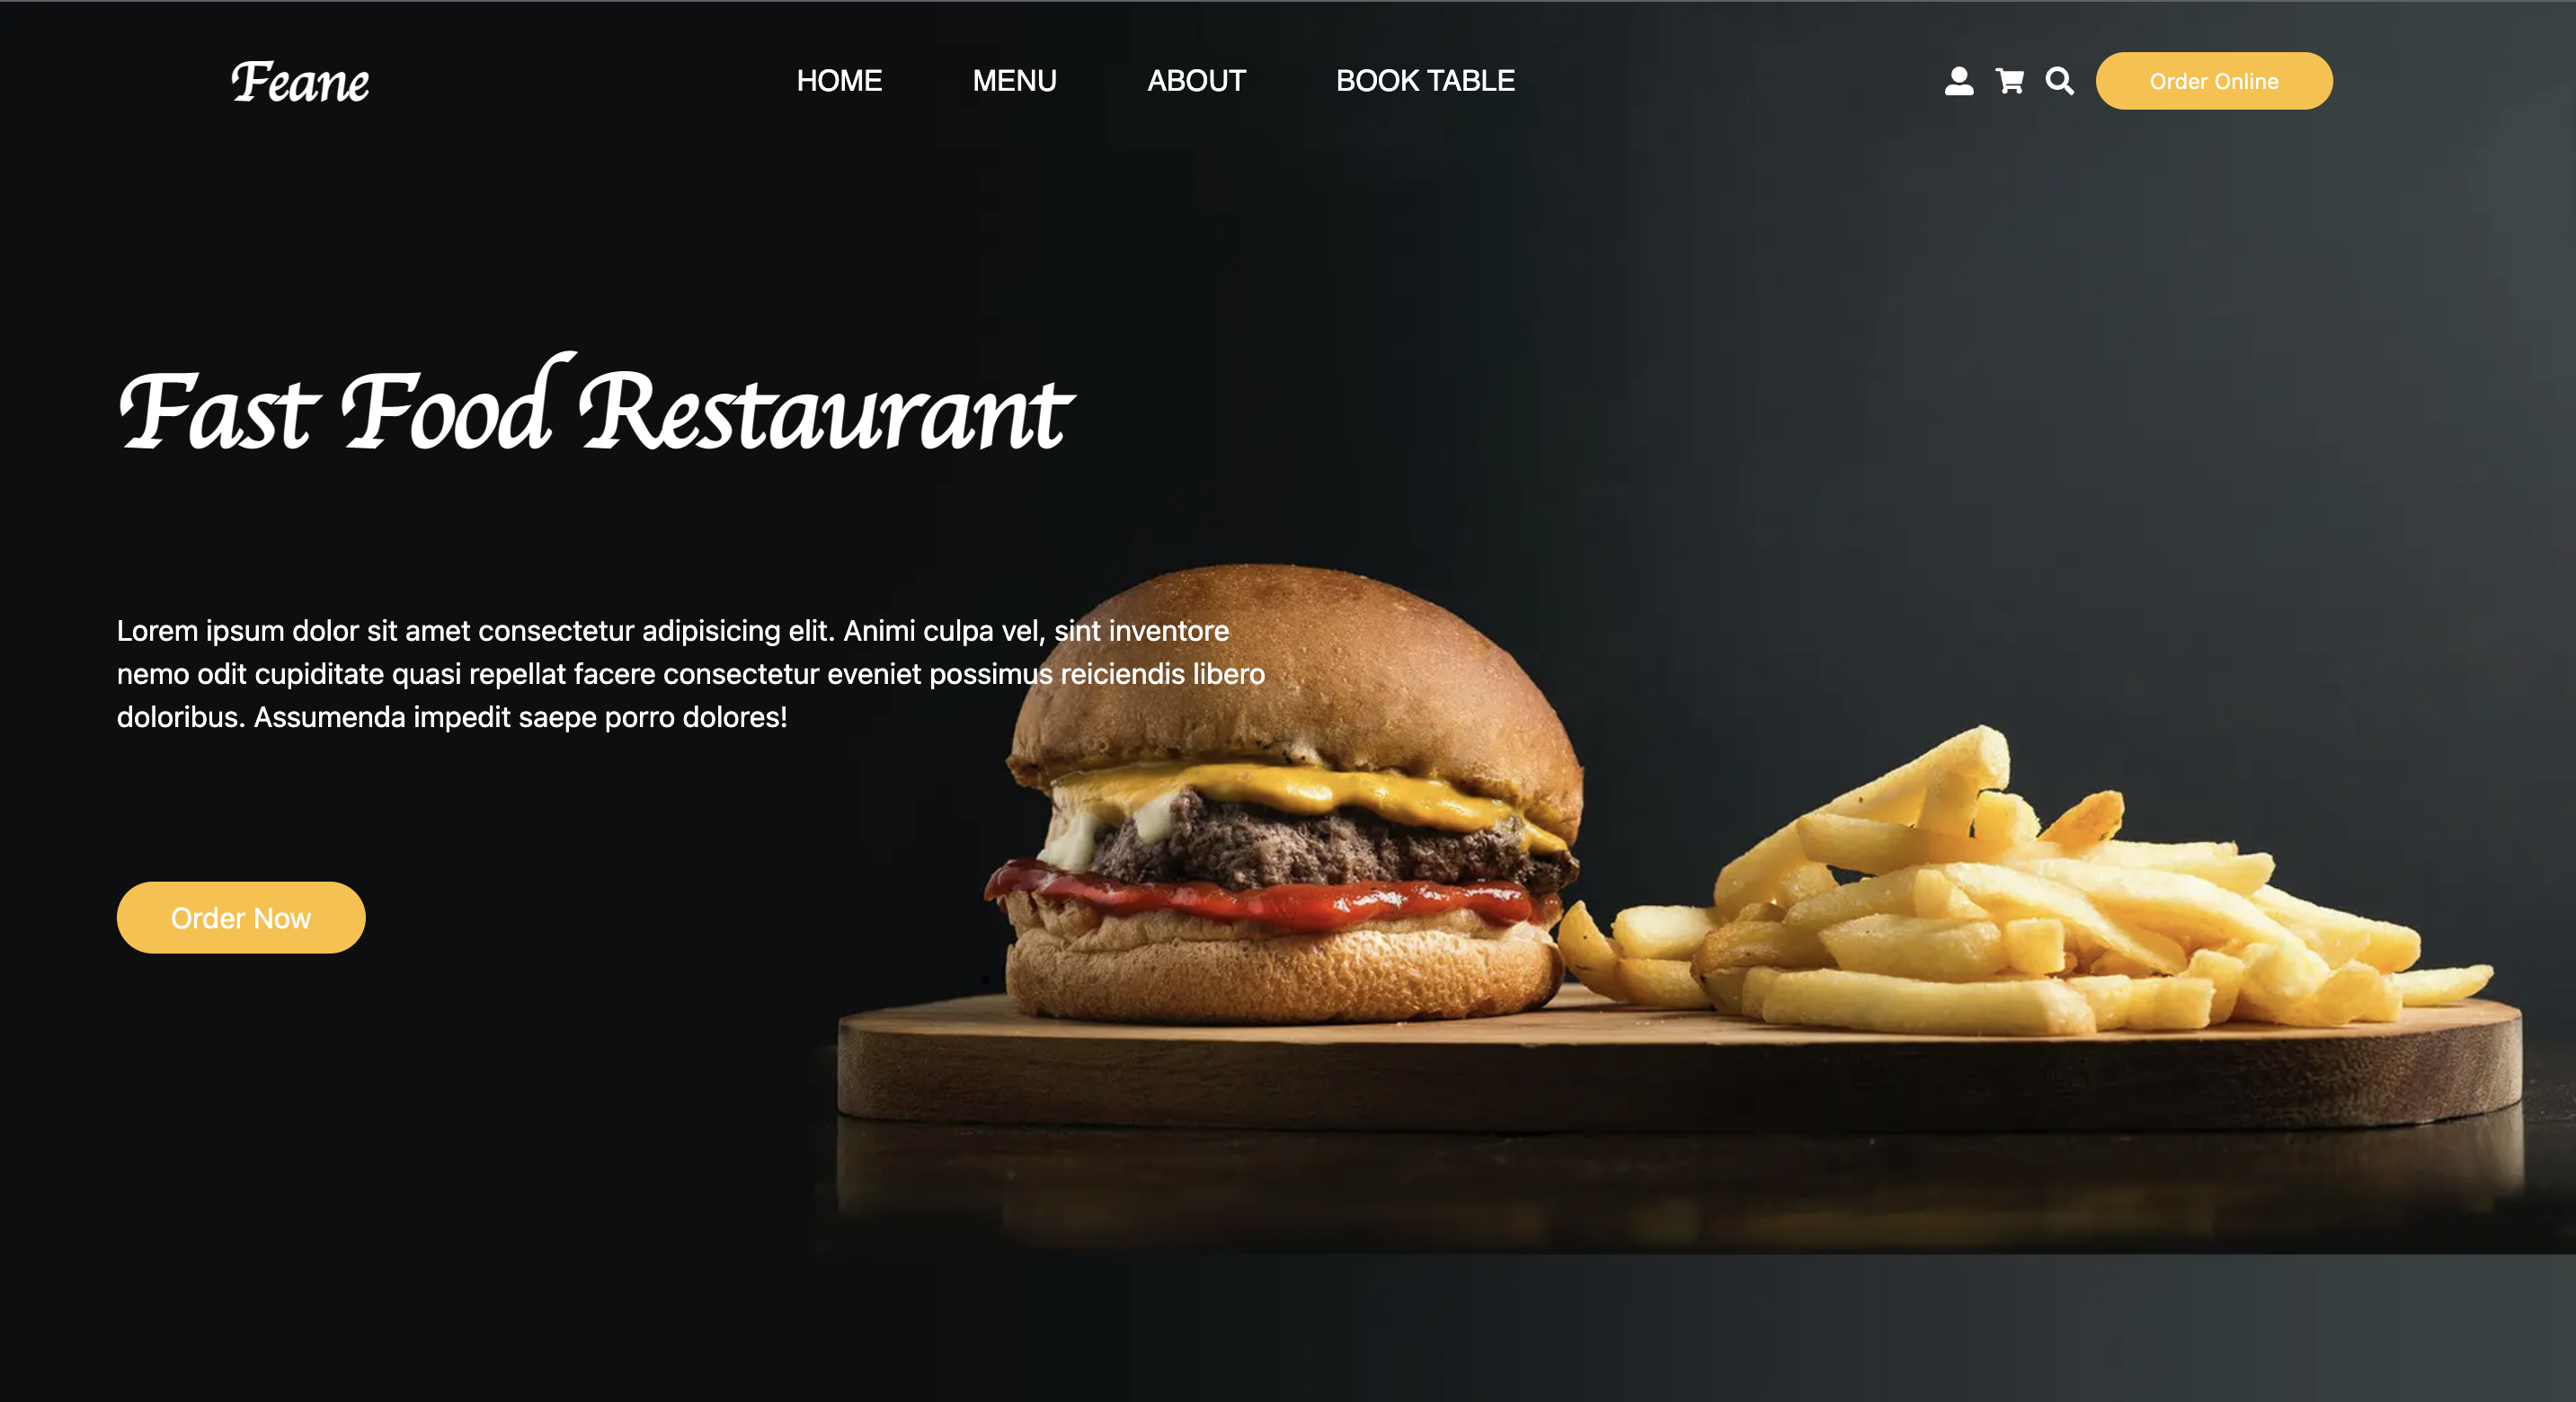 Feane
HOME
MENU
ABOUT
BOOK TABLE
Order Online
Fast Food Restaurant
Lorem ipsum dolor sit amet consectetur adipisicing elit. Animi culpa vel, sint inventore
nemo odit cupiditate quasi repellat facere consectetur eveniet possimus reiciendis libero
doloribus. Assumenda impedit saepe porro dolores!
Order Now